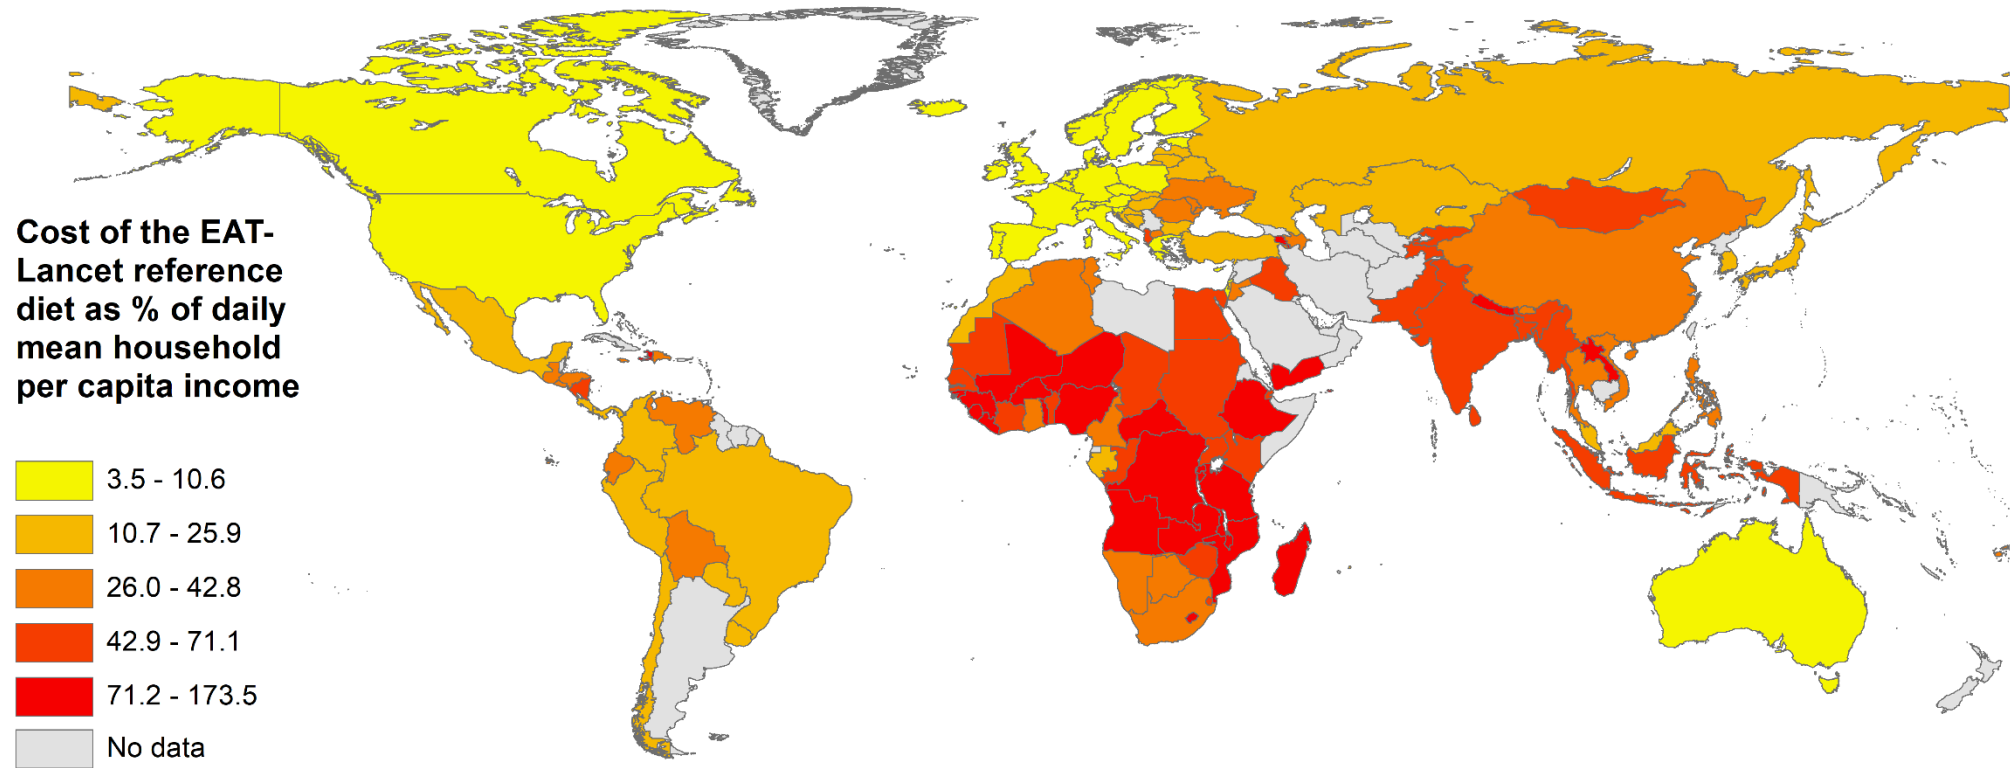 Cost of the EAT-
Lancet reference
diet as % of daily
mean household
per capita income
3.5 - 10.6
10.7 - 25.9
26.0 - 42.8
42.9 - 71.1
71.2 - 173.5
No data